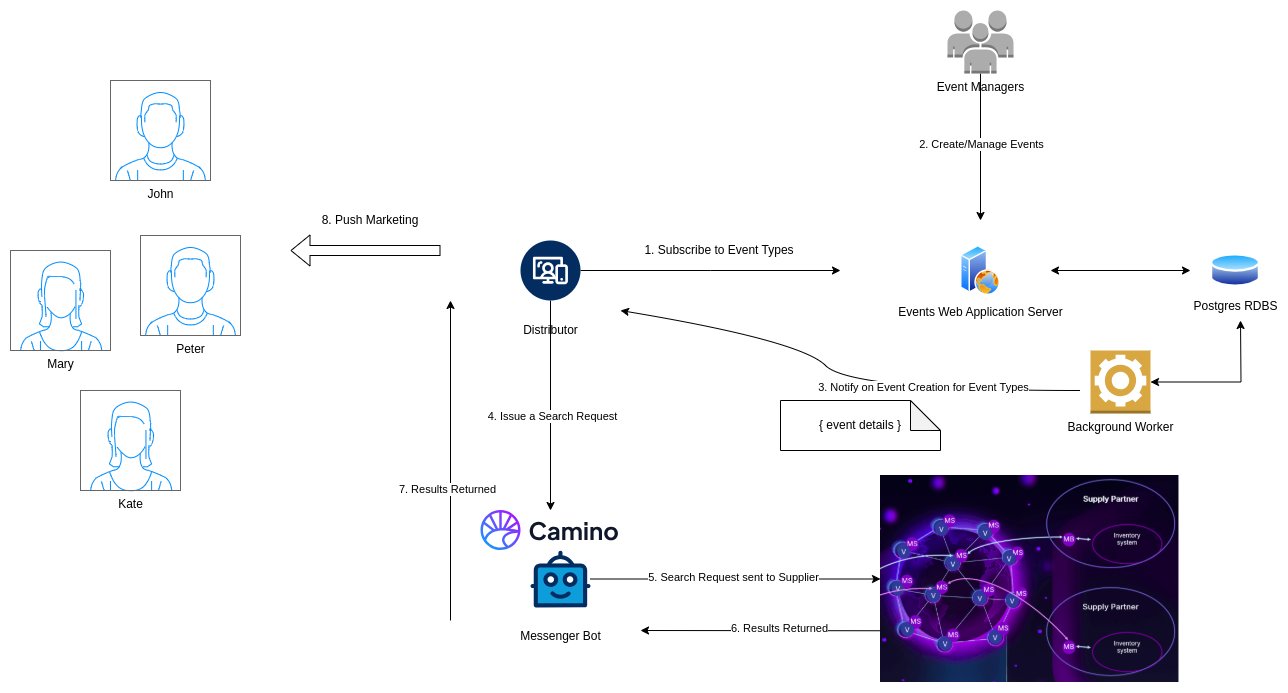 Event Managers
2. Create/Manage Events
John
8. Push Marketing
1. Subscribe to Event Types
Events Web Application Server
Postgres RDBS
Distributor
Mary
Peter
3. Notify on Event Creation for Event Types
{ event details }
Background Worker
4. Issue a Search Request
Kate
7. Results Returned
Camino
5. Search Request sent to Supplier
6. Results Returned
Messenger Bot
Supply Partner
MB
Inventory
system
Supply Partner
MB
Inventory
system
MS
V
MS
V
MS
V
MS
V
MS
V
MS
V
MS
V
MS
V
MS
V
MS
V
MS
V
MS
V